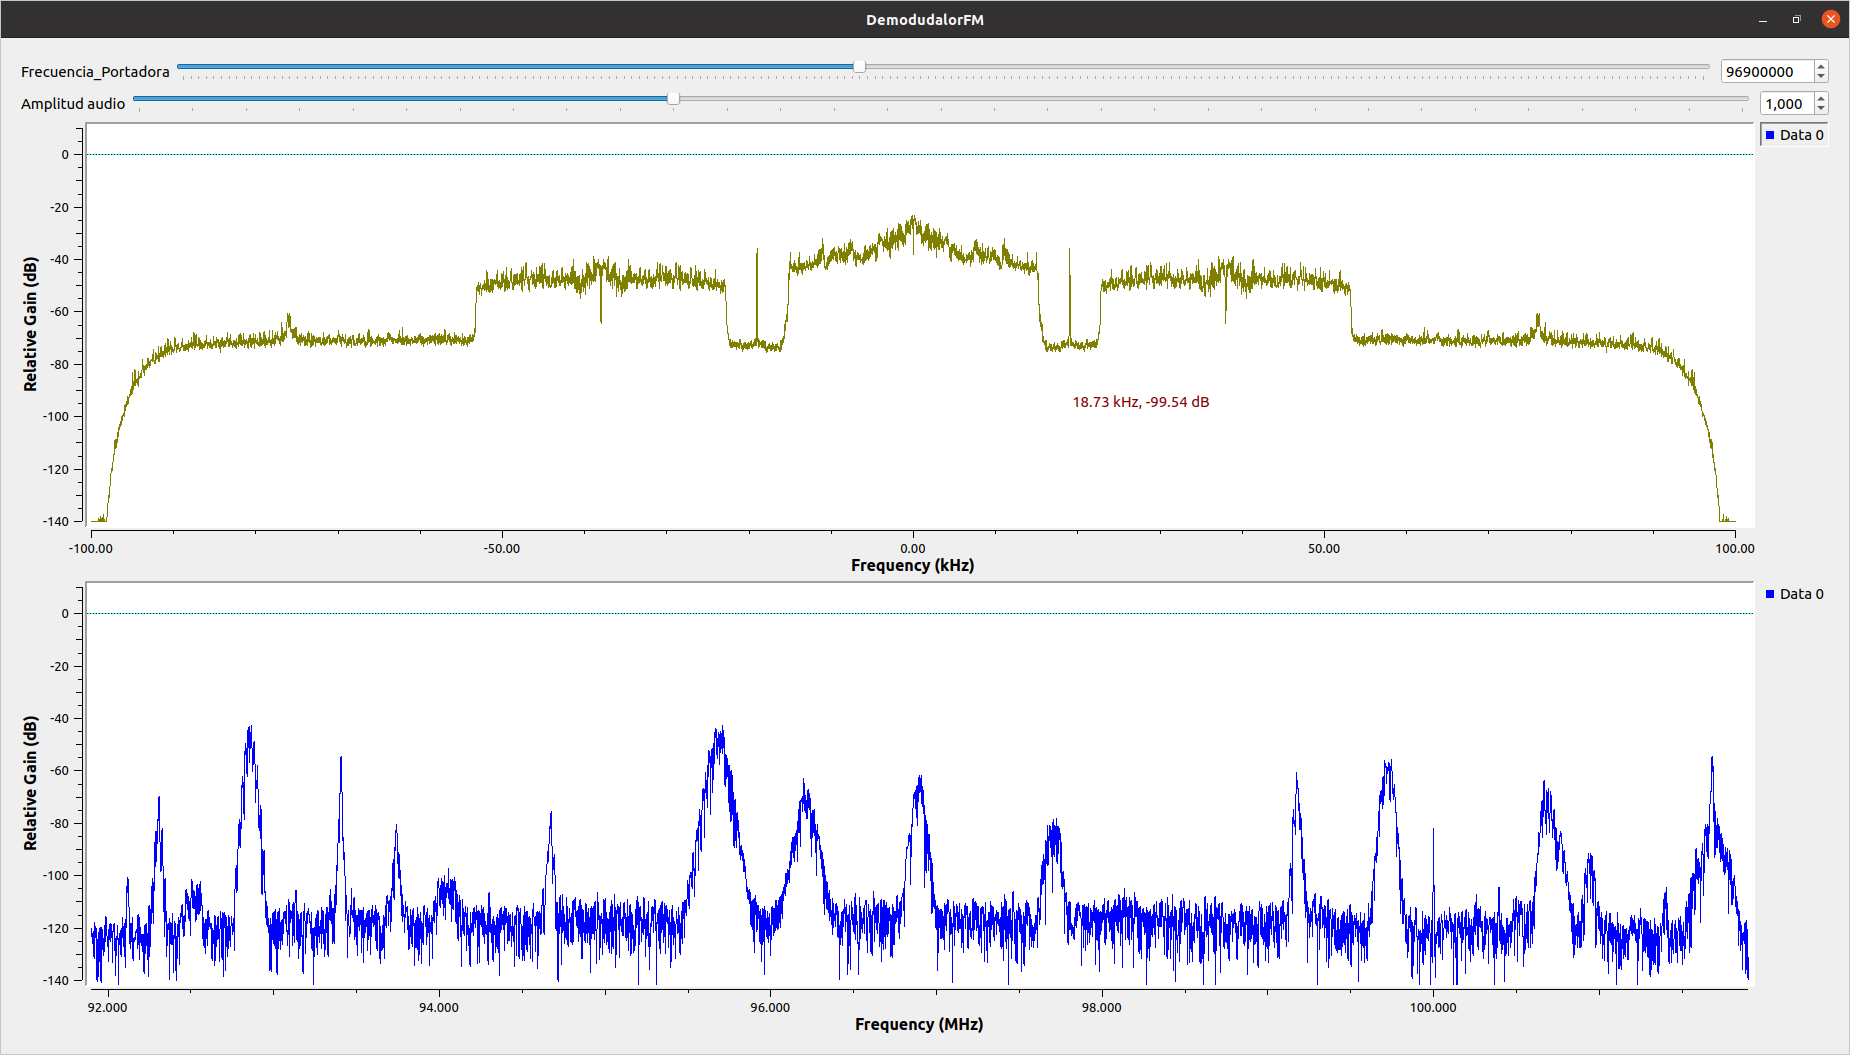 DemodudalorFM
Frecuencia_Portadora 96900000
Amplitud audio 1,000
Data 0
0
-20
-40
-60
-80
-100
-120
-140
Relative Gain (dB)
18.73 kHz, -99.54 dB
-100.00 -50.00 0.00 50.00 100.00
Frequency (kHz)
Data 0
0
-20
-40
-60
-80
-100
-120
-140
Relative Gain (dB)
92.000 94.000 96.000 98.000 100.000
Frequency (MHz)